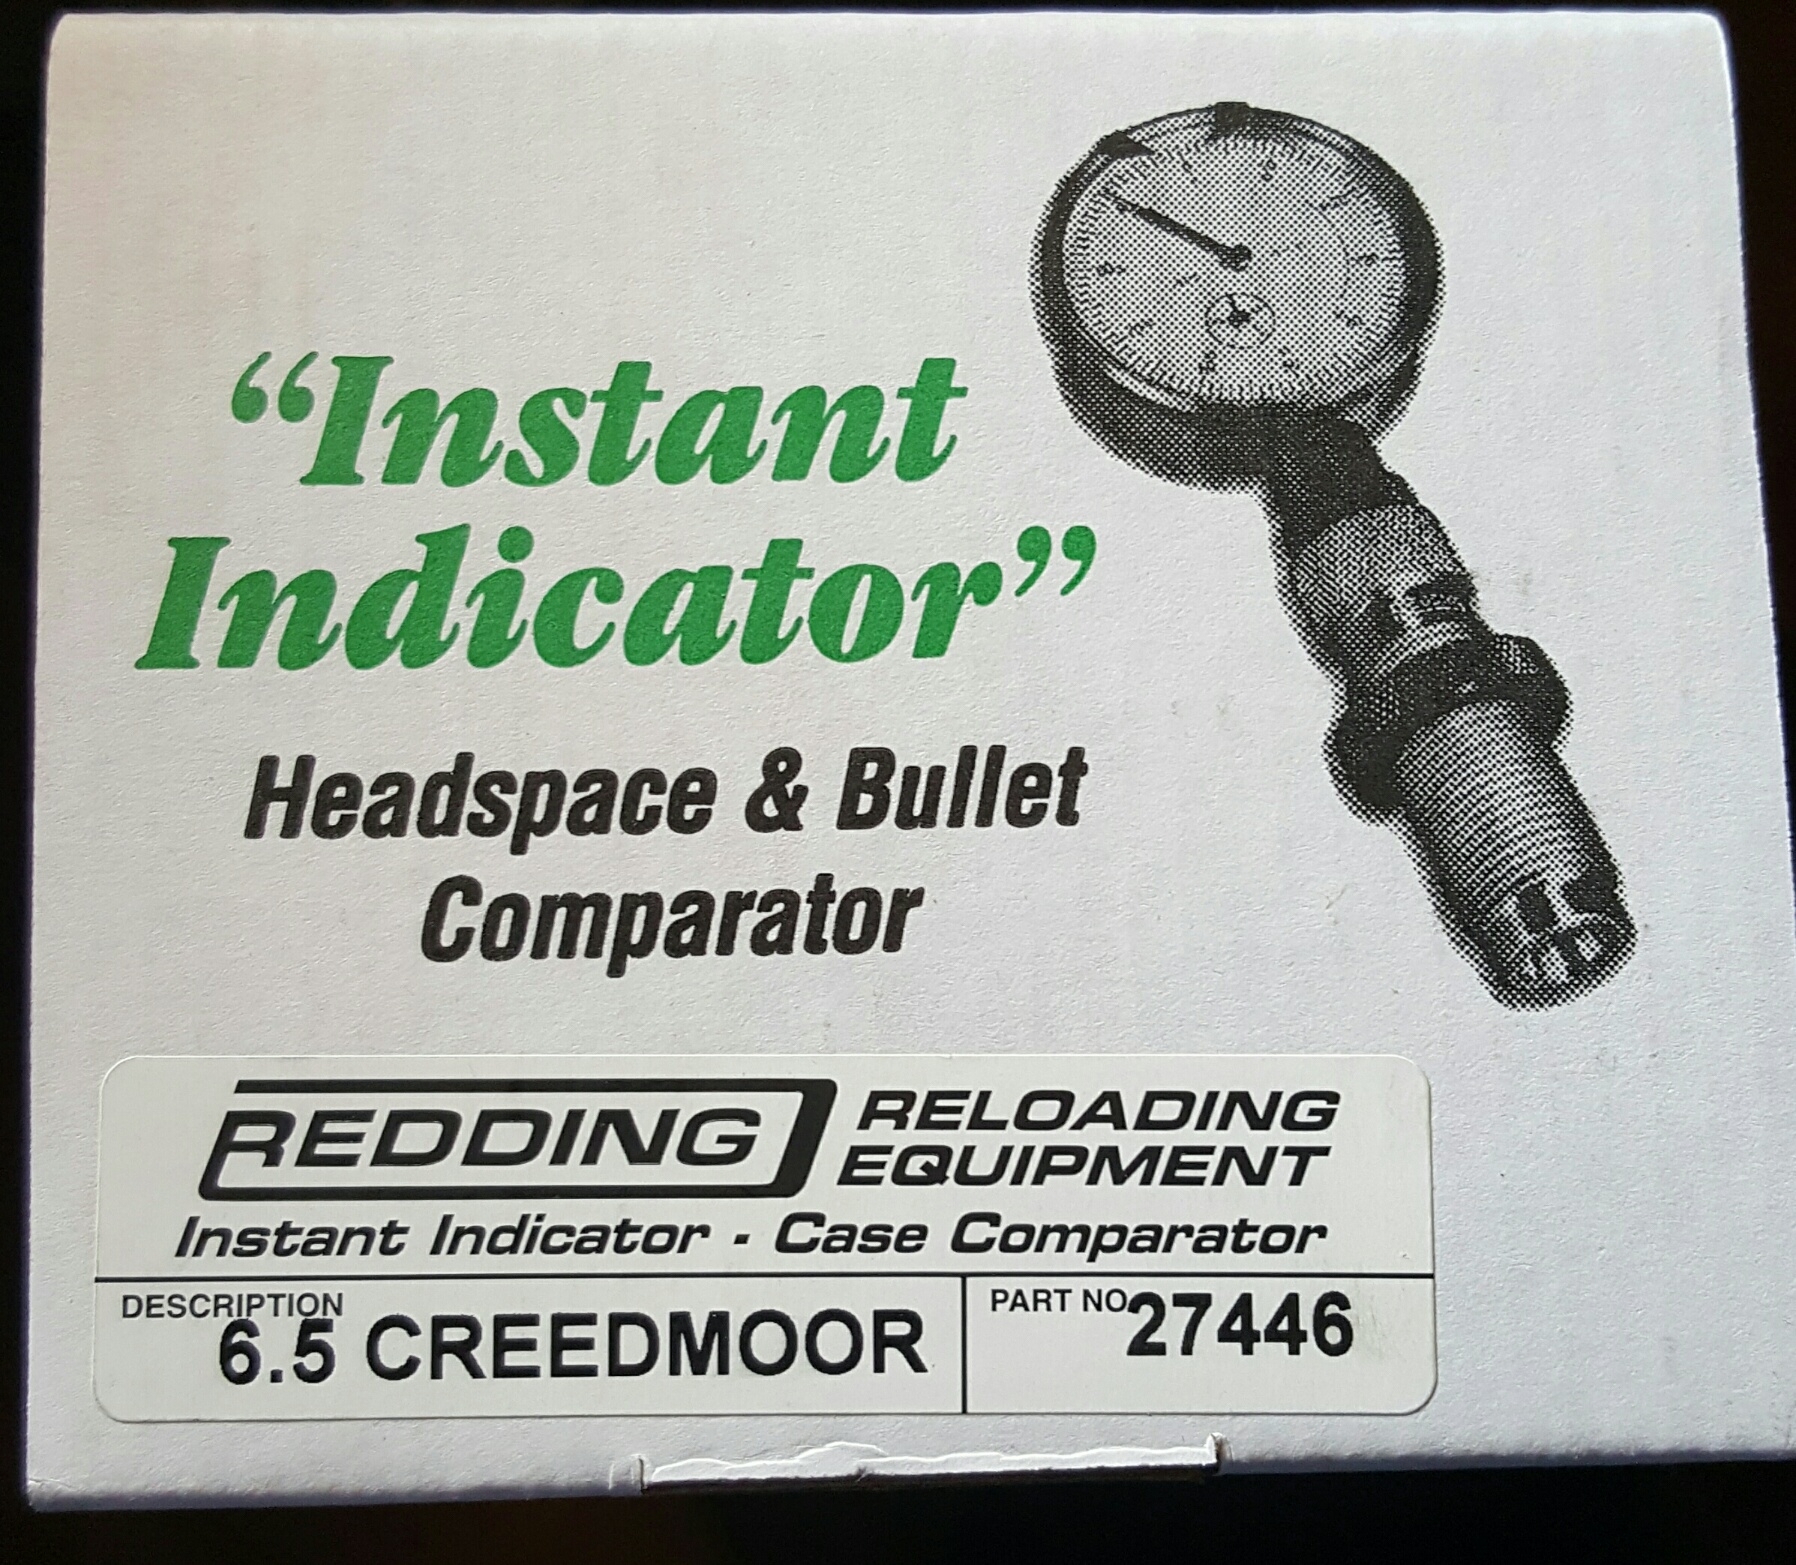 “Instant
Indicator”
Headspace & Bullet
Comparator
REDDING RELOADING
EQUIPMENT
Instant Indicator - Case Comparator
DESCRIPTION
6.5 CREEDMOOR
PART NO.
27446